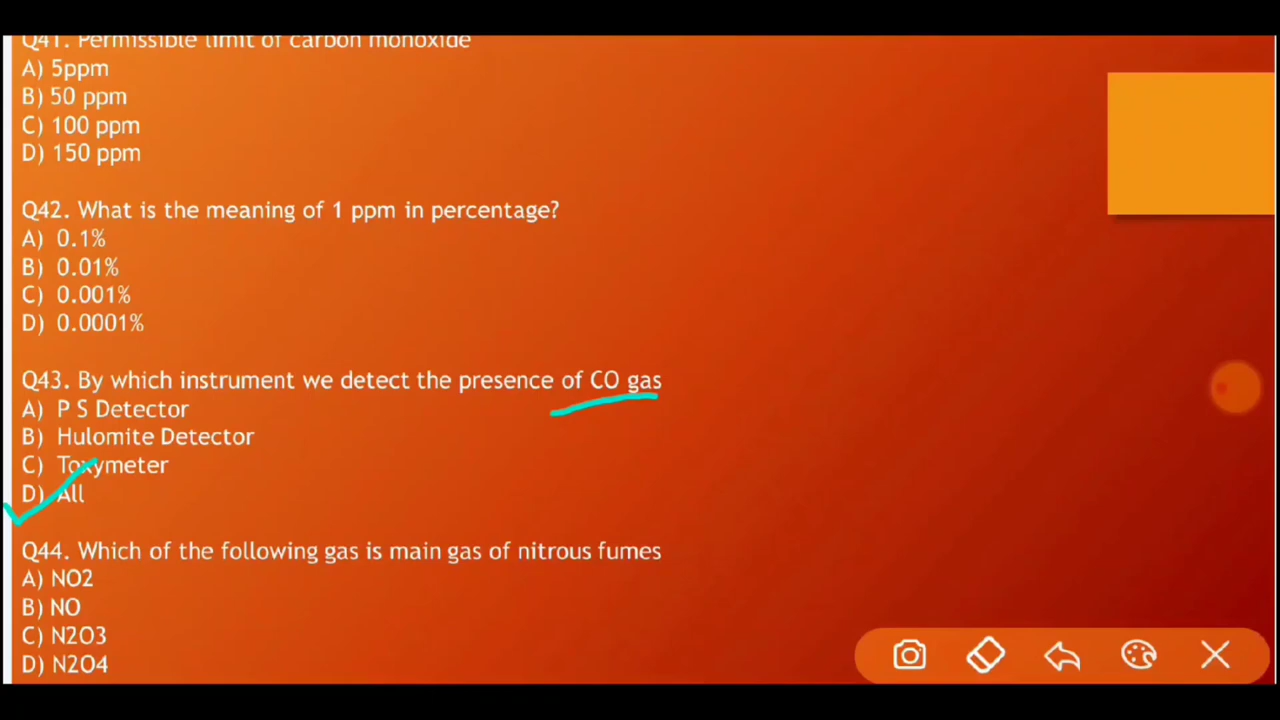 Q41. Permissible limit of carbon monoxide
A) 5ppm
B) 50 ppm
C) 100 ppm
D) 150 ppm
Q42. What is the meaning of 1 ppm in percentage?
A) 0.1%
B) 0.01%
C) 0.001%
D) 0.0001%
Q43. By which instrument we detect the presence of CO gas
A) P S Detector
B) Hulomite Detector
C) Toxymeter
D) All
Q44. Which of the following gas is main gas of nitrous fumes
A) NO2
B) NO
C) N2O3
D) N2O4